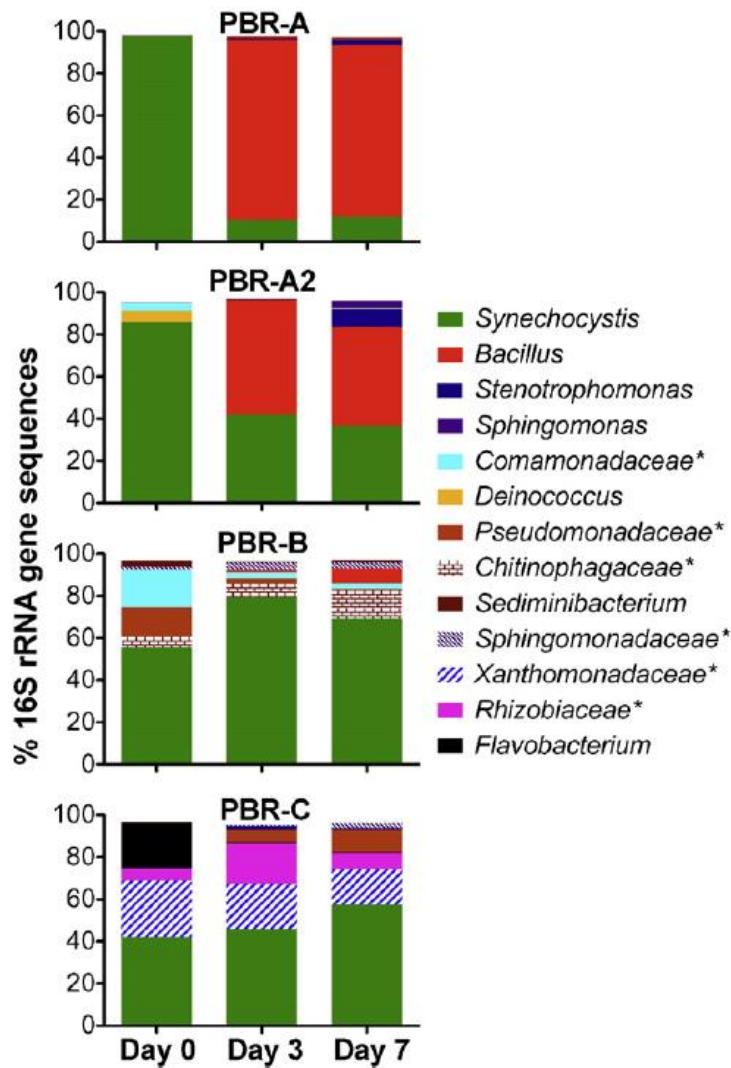 PBR-A
100
80
60
40
20
0
PBR-A2
100
80
60
40
20
0
PBR-B
100
80
60
40
20
0
PBR-C
100
80
60
40
20
0
Day 0 Day 3 Day 7
% 16S rRNA gene sequences
Synechocystis
Bacillus
Stenotrophomonas
Sphingomonas
Comamonadaceae*
Deinococcus
Pseudomonadaceae*
Chitinophagaceae*
Sediminibacterium
Sphingomonadaceae*
Xanthomonadaceae*
Rhizobiaceae*
Flavobacterium